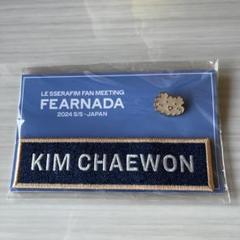 LE SSERAFIM FAN MEETING
FEARNADA
2024 S/S - JAPAN
KIM CHAEWON